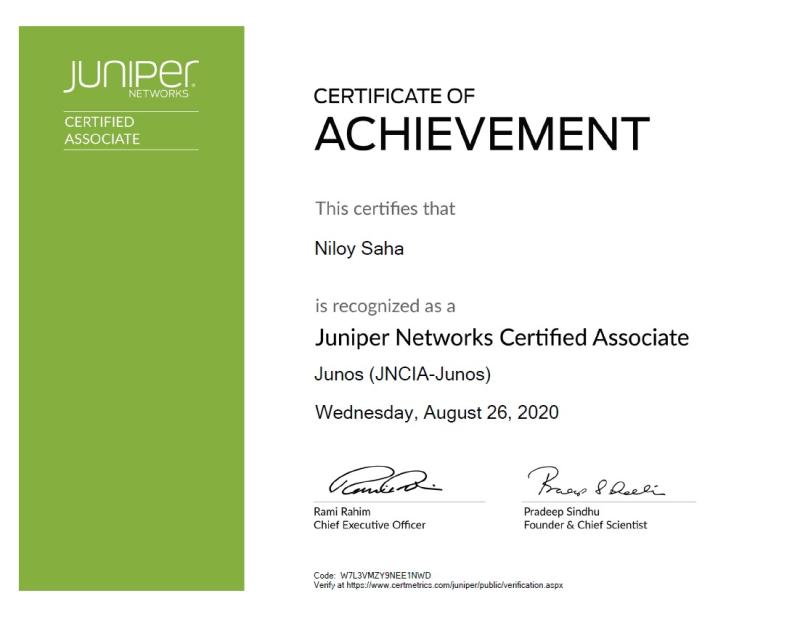 JUNIPER
NETWORKS
CERTIFIED
ASSOCIATE
CERTIFICATE OF
ACHIEVEMENT
This certifies that
Niloy Saha
is recognized as a
Juniper Networks Certified Associate
Junos (JNCIA-Junos)
Wednesday, August 26, 2020
Rami Rahim
Chief Executive Officer
Pradeep Sindhu
Founder & Chief Scientist
Code: W7L3VMZY9NEE1NWD
Verify at https://www.certmetrics.com/juniper/public/verification.aspx